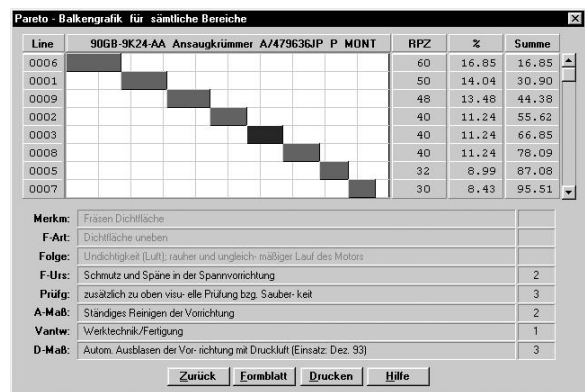 Pareto - Balkengrafik für sämtliche Bereiche
Line 90GB-9K24-AA Ansaugkrümmer A/479636JP P MONT RPZ % Summe
0006 60 16.85 16.85
0001 50 14.04 30.90
0009 48 13.48 44.38
0002 40 11.24 55.62
0003 40 11.24 66.85
0008 40 11.24 78.09
0005 32 8.99 87.08
0007 30 8.43 95.51
Merkm: Fräsen Dichtfläche
F-Art: Dichtfläche uneben
Folge: Undichtigkeit (Luft); rauher und ungleich- mäßiger Lauf des Motors
F-Urs: Schmutz und Späne in der Spannvorrichtung 2
Prüfg: zusätzlich zu oben visu- elle Prüfung bzg. Sauber- keit 3
A-Maß: Ständiges Reinigen der Vorrichtung 2
Vantw: Werktechnik/Fertigung 1
D-Maß: Autom. Ausblasen der Vor- richtung mit Druckluft (Einsatz: Dez. 93) 3
Zurück Formblatt Drucken Hilfe